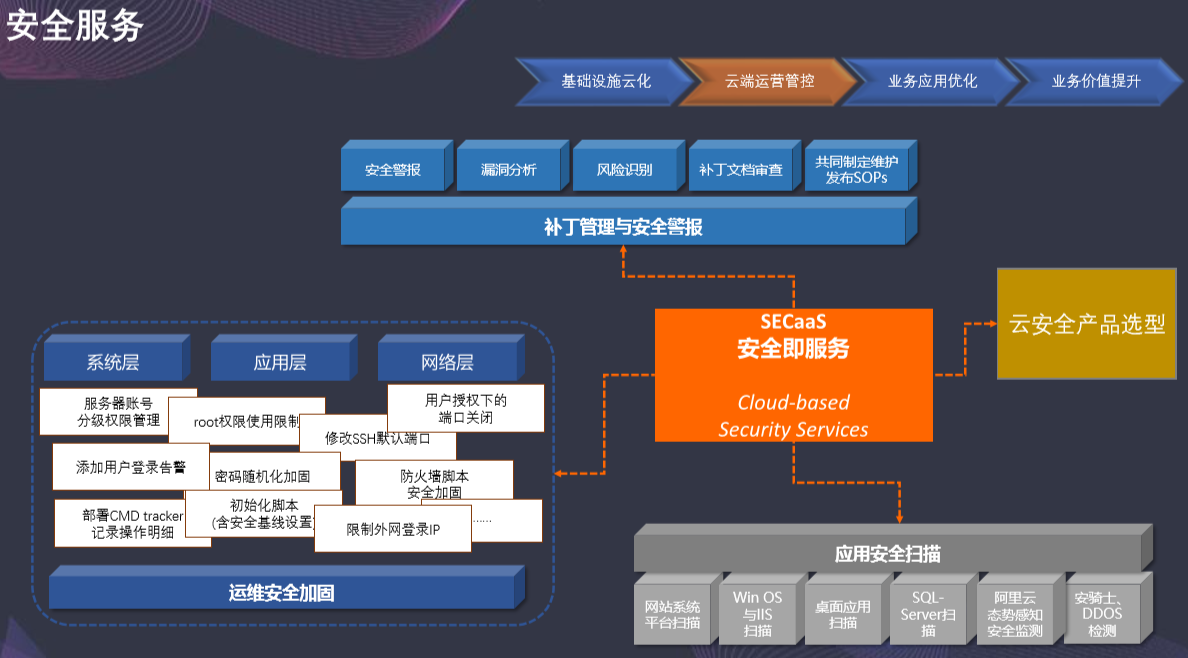 安全服务
基础设施云化
云端运营管控
业务应用优化
业务价值提升
安全警报
漏洞分析
风险识别
补丁文档审查
共同制定维护
发布SOPs
补丁管理与安全警报
SECaaS
安全即服务
Cloud-based
Security Services
云安全产品选型
系统层
应用层
网络层
服务器账号
分级权限管理
root权限使用限制
用户授权下的
端口关闭
修改SSH默认端口
添加用户登录告警
密码随机化加固
防火墙脚本
安全加固
部署CMD tracker
记录操作明细
初始化脚本
(含安全基线设置
限制外网登录IP
......
运维安全加固
应用安全扫描
网站系统
平台扫描
Win OS
与IIS
扫描
桌面应用
扫描
SQL-
Server扫
描
阿里云
态势感知
安全监测
安骑士、
DDOS
检测